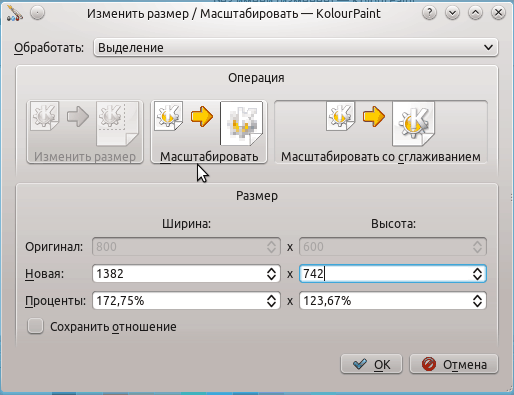 Изменить размер / Масштабировать — KolourPaint
Обработать: Выделение
Операция
Изменить размер Масштабировать Масштабировать со сглаживанием
Размер
Ширина: Высота:
Оригинал: 800 x 600
Новая: 1382 x 742
Проценты: 172,75% x 123,67%
Сохранить отношение
OK Отмена